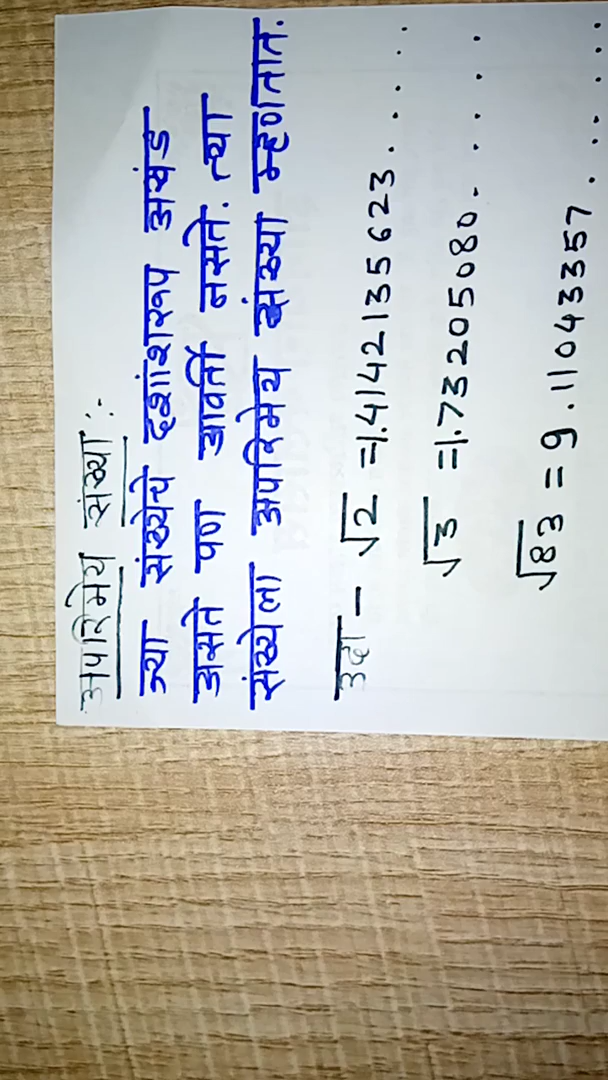 अपरिमेय संख्या :-
ज्या संख्येचे दशांशरूप अखंड
असते पण आवर्ती नसते. त्या
संख्येला अपरिमेय संख्या म्हणतात.
उदा - √2 =1.4142135623......
√3 =1.73205080......
√83 = 9.11043357......